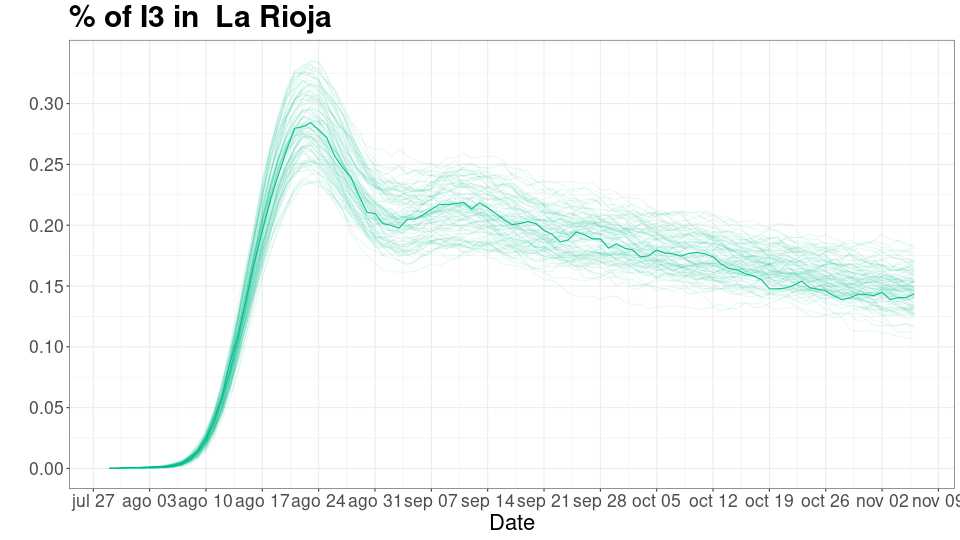 % of I3 in  La Rioja
0.30
0.25
0.20
0.15
0.10
0.05
0.00
jul 27 ago 03 ago 10 ago 17 ago 24 ago 31 sep 07 sep 14 sep 21 sep 28 oct 05 oct 12 oct 19 oct 26 nov 02 nov 09
Date